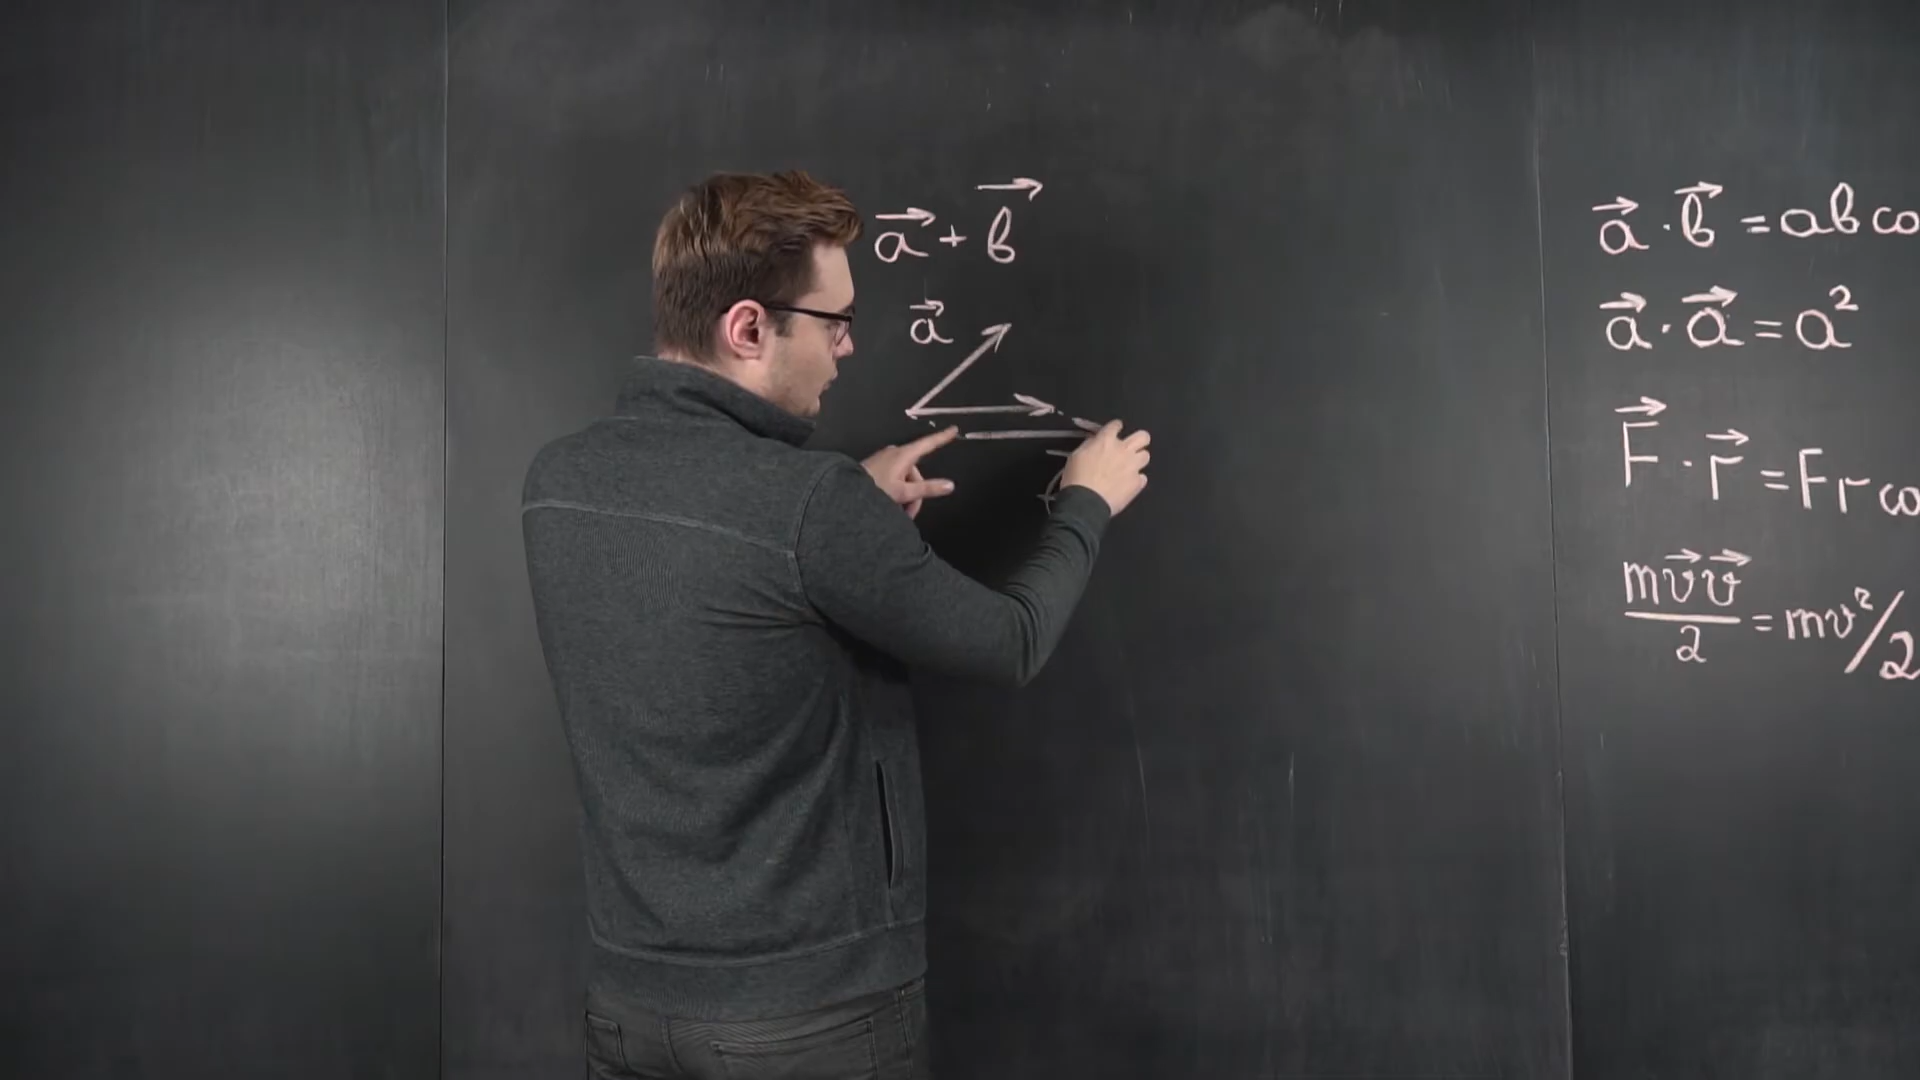 a⃗ + b⃗
a⃗
a⃗ · b⃗ = ab co
a⃗ · a⃗ = a²
F⃗ · r⃗ = Fr co
mv⃗v⃗/2 = mv²/2